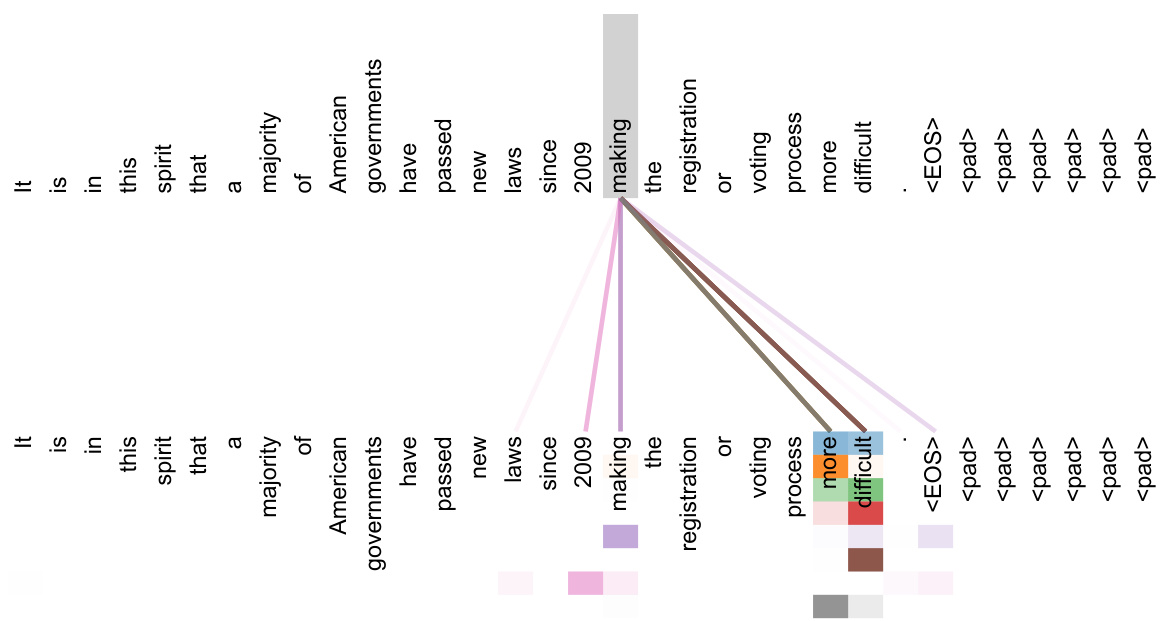 It is in this spirit that a majority of American governments have passed new laws since 2009 making the registration or voting process more difficult . <EOS> <pad> <pad> <pad> <pad> <pad> <pad>
It is in this spirit that a majority of American governments have passed new laws since 2009 making the registration or voting process more difficult . <EOS> <pad> <pad> <pad> <pad> <pad> <pad>